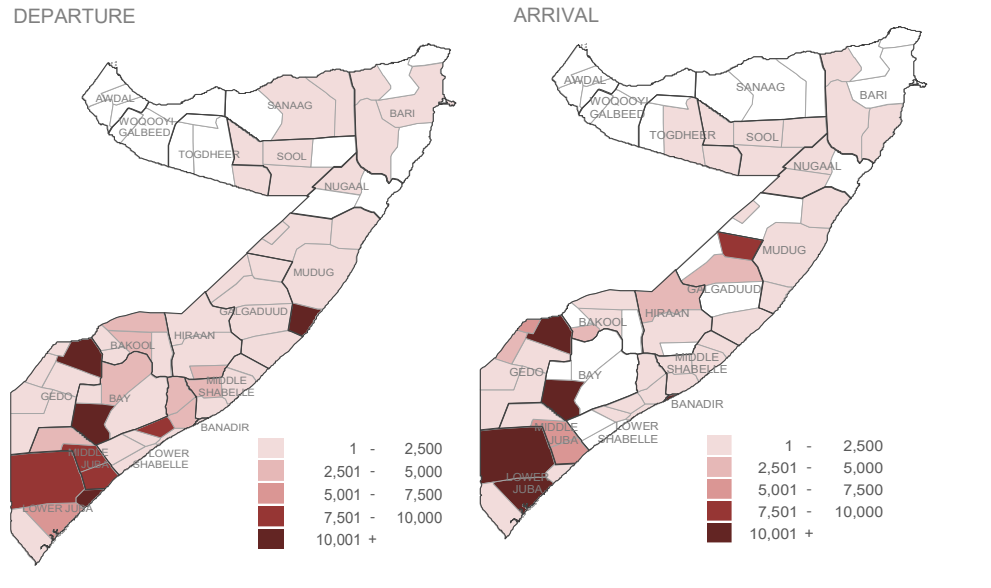 DEPARTURE
AWDAL
WOQOOYI
GALBEED
TOGDHEER
SANAAG
SOOL
BARI
NUGAAL
MUDUG
GALGADUUD
HIRAAN
BAKOOL
MIDDLE
SHABELLE
GEDO
BAY
BANADIR
LOWER
SHABELLE
MIDDLE
JUBA
LOWER JUBA
1 - 2,500
2,501 - 5,000
5,001 - 7,500
7,501 - 10,000
10,001 +
ARRIVAL
AWDAL
WOQOOYI
GALBEED
TOGDHEER
SANAAG
SOOL
BARI
NUGAAL
MUDUG
GALGADUUD
HIRAAN
BAKOOL
MIDDLE
SHABELLE
GEDO
BAY
BANADIR
LOWER
SHABELLE
MIDDLE
JUBA
LOWER
JUBA
1 - 2,500
2,501 - 5,000
5,001 - 7,500
7,501 - 10,000
10,001 +